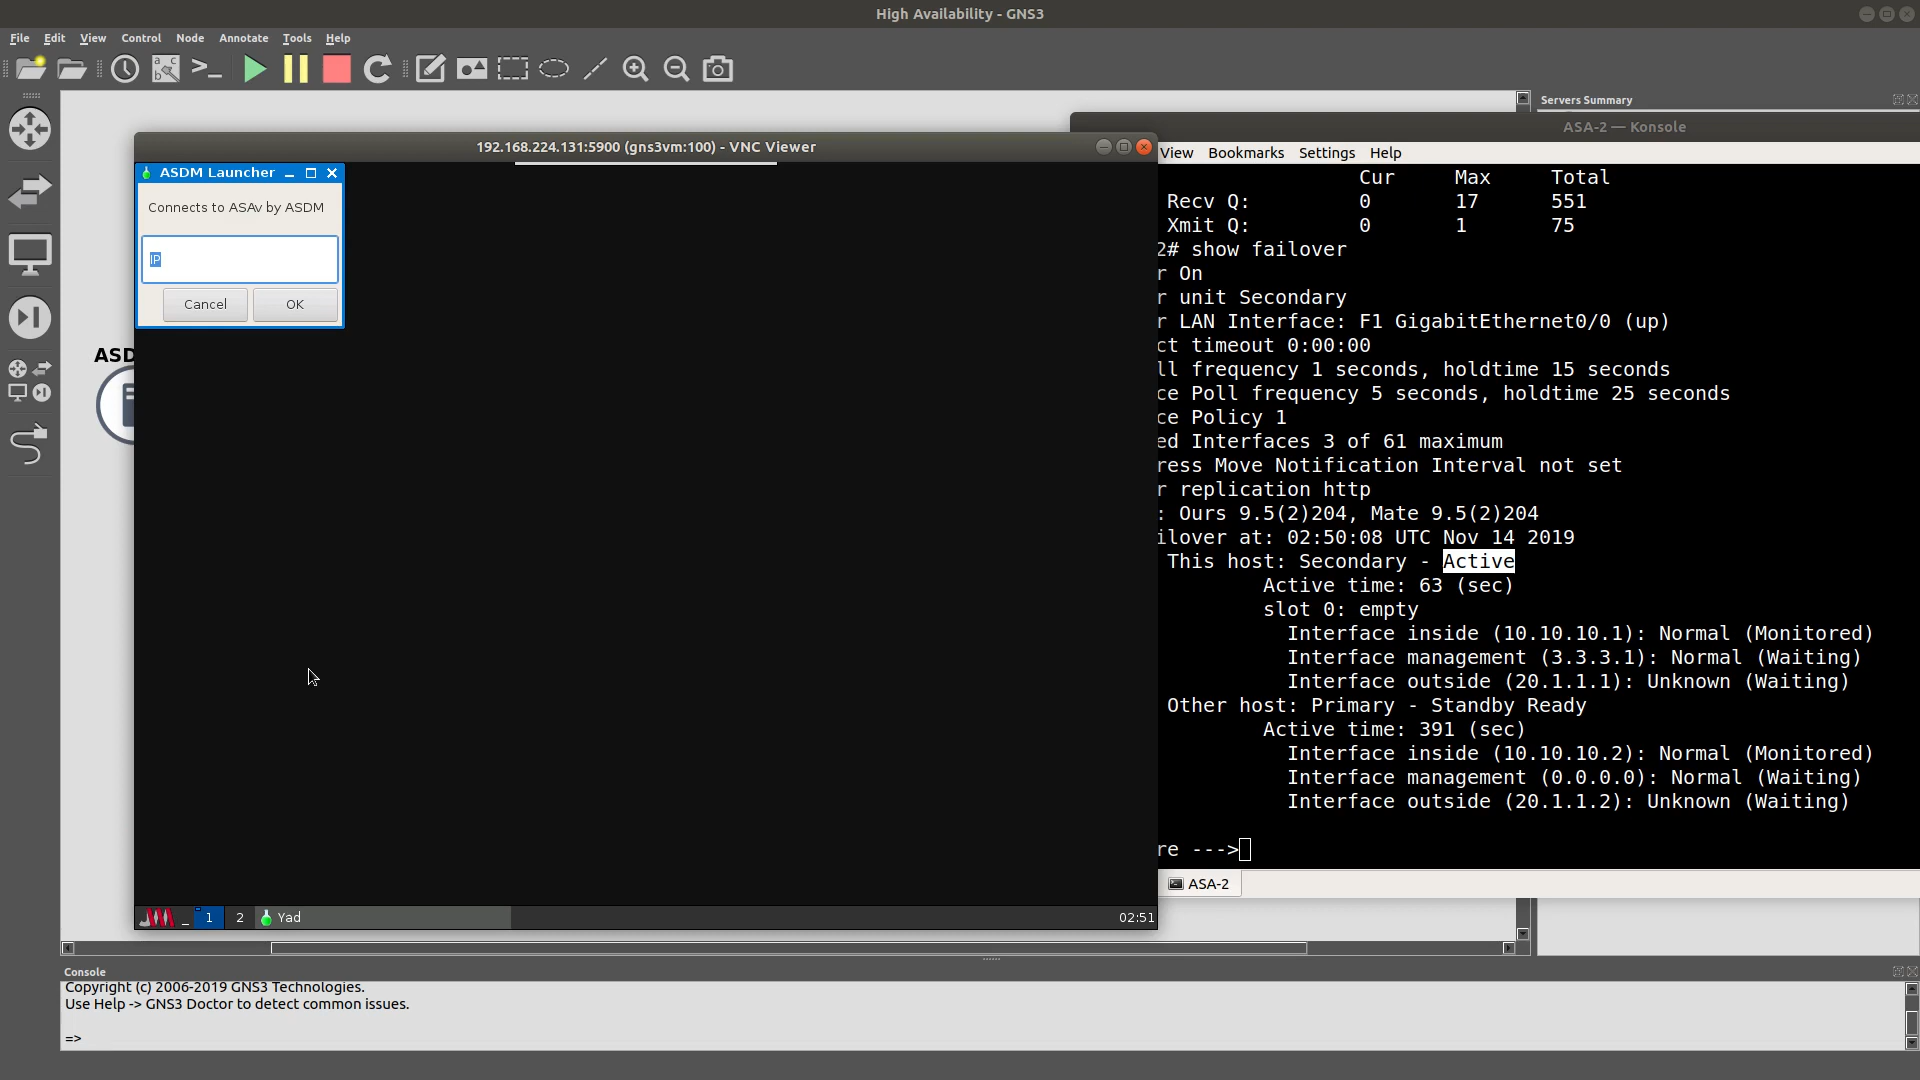 High Availability - GNS3
File Edit View Control Node Annotate Tools Help
Servers Summary
ASA-2 — Konsole
192.168.224.131:5900 (gns3vm:100) - VNC Viewer
View Bookmarks Settings Help
ASDM Launcher
Connects to ASAv by ASDM
IP
Cancel OK
ASD
Cur Max Total
Recv Q: 0 17 551
Xmit Q: 0 1 75
2# show failover
r On
r unit Secondary
r LAN Interface: F1 GigabitEthernet0/0 (up)
ct timeout 0:00:00
ll frequency 1 seconds, holdtime 15 seconds
ce Poll frequency 5 seconds, holdtime 25 seconds
ce Policy 1
ed Interfaces 3 of 61 maximum
ress Move Notification Interval not set
r replication http
: Ours 9.5(2)204, Mate 9.5(2)204
ilover at: 02:50:08 UTC Nov 14 2019
This host: Secondary - Active
Active time: 63 (sec)
slot 0: empty
Interface inside (10.10.10.1): Normal (Monitored)
Interface management (3.3.3.1): Normal (Waiting)
Interface outside (20.1.1.1): Unknown (Waiting)
Other host: Primary - Standby Ready
Active time: 391 (sec)
Interface inside (10.10.10.2): Normal (Monitored)
Interface management (0.0.0.0): Normal (Waiting)
Interface outside (20.1.1.2): Unknown (Waiting)
re --->
ASA-2
1 2 Yad 02:51
Console
Copyright (c) 2006-2019 GNS3 Technologies.
Use Help -> GNS3 Doctor to detect common issues.
=>